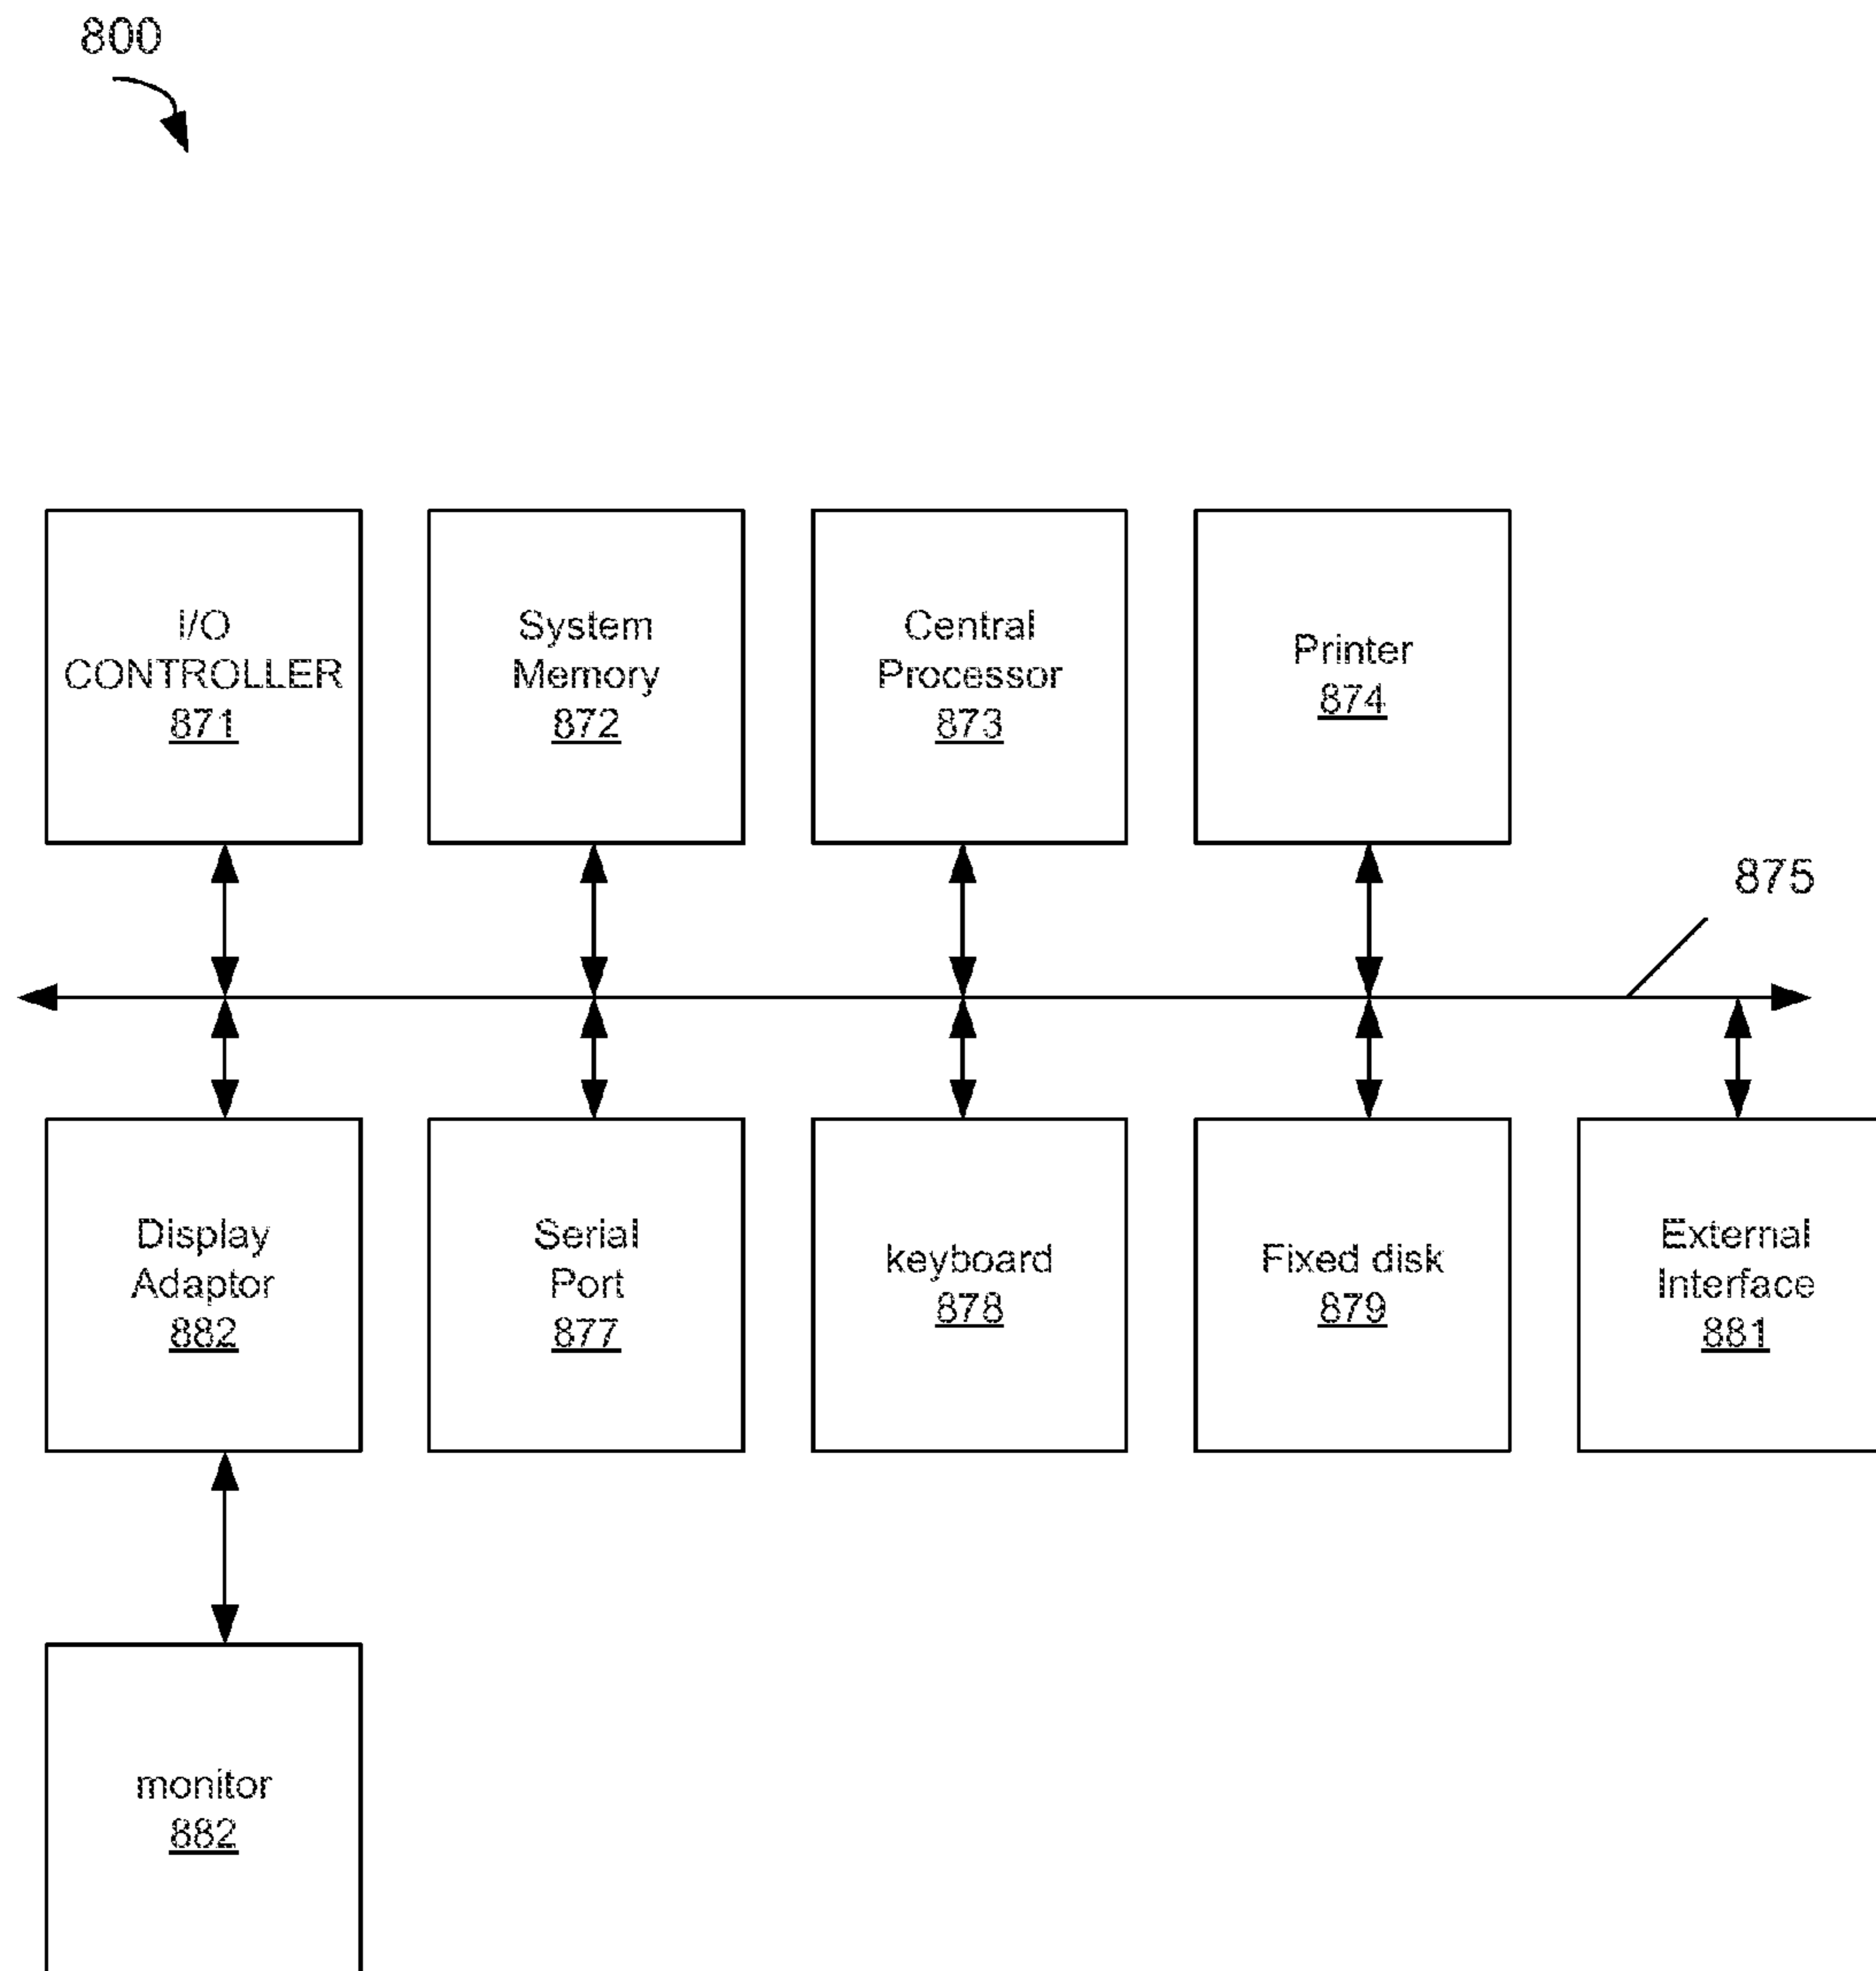 800
I/O
CONTROLLER
871
System
Memory
872
Central
Processor
873
Printer
874
875
Display
Adaptor
882
Serial
Port
877
keyboard
878
Fixed disk
879
External
Interface
881
monitor
882